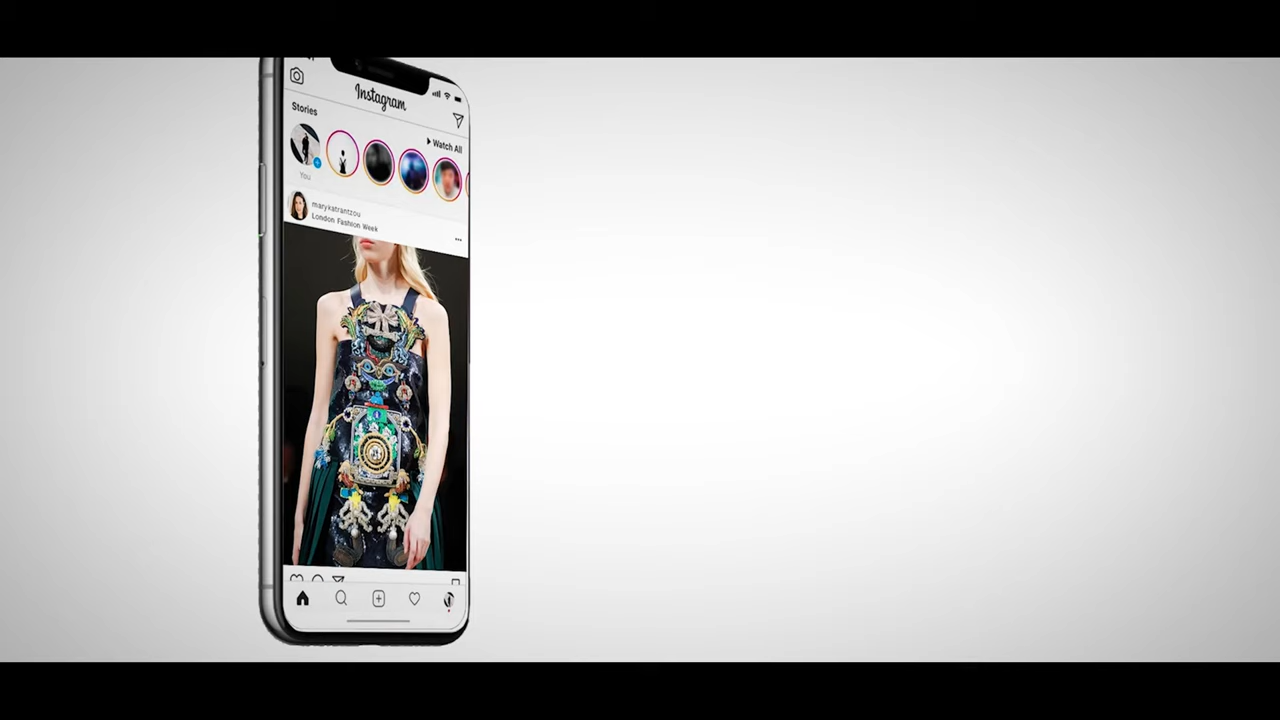 Instagram
Stories
Watch All
You
marykatrantzou
London Fashion Week